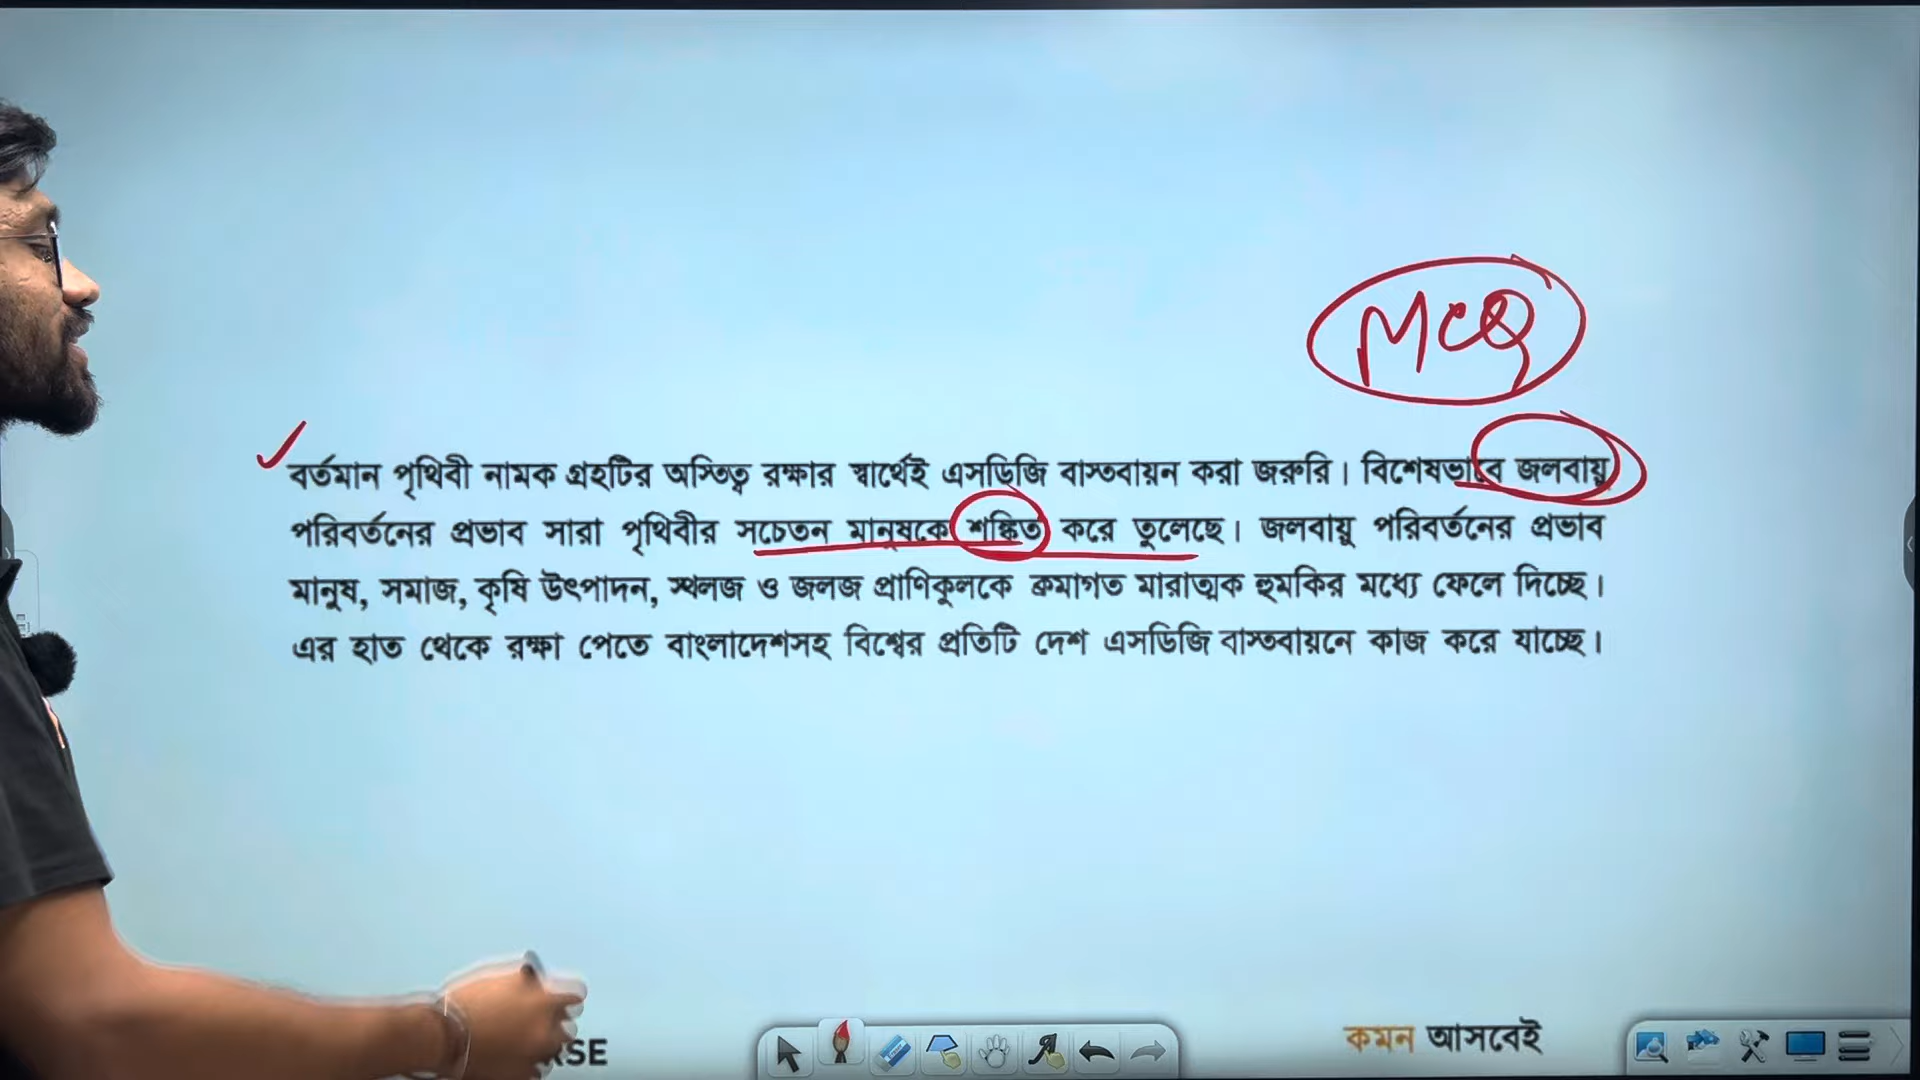 MCQ
বর্তমান পৃথিবী নামক গ্রহটির অস্তিত্ব রক্ষার স্বার্থেই এসডিজি বাস্তবায়ন করা জরুরি। বিশেষভাবে জলবায়ু
পরিবর্তনের প্রভাব সারা পৃথিবীর সচেতন মানুষকে শঙ্কিত করে তুলেছে। জলবায়ু পরিবর্তনের প্রভাব
মানুষ, সমাজ, কৃষি উৎপাদন, স্থলজ ও জলজ প্রাণিকুলকে ক্রমাগত মারাত্মক হুমকির মধ্যে ফেলে দিচ্ছে।
এর হাত থেকে রক্ষা পেতে বাংলাদেশসহ বিশ্বের প্রতিটি দেশ এসডিজি বাস্তবায়নে কাজ করে যাচ্ছে।
কমন আসবেই